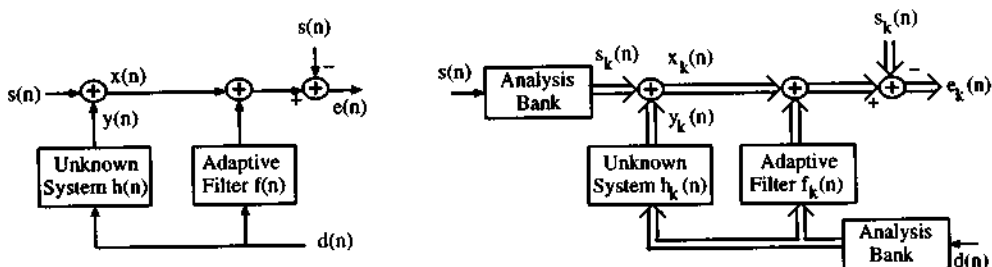 s(n)
−
s(n)
x(n)
+
e(n)
y(n)
Unknown
System h(n)
Adaptive
Filter f(n)
d(n)
s_k(n)
−
s(n)
Analysis
Bank
s_k(n)
x_k(n)
+
e_k(n)
y_k(n)
Unknown
System h_k(n)
Adaptive
Filter f_k(n)
Analysis
Bank
d(n)